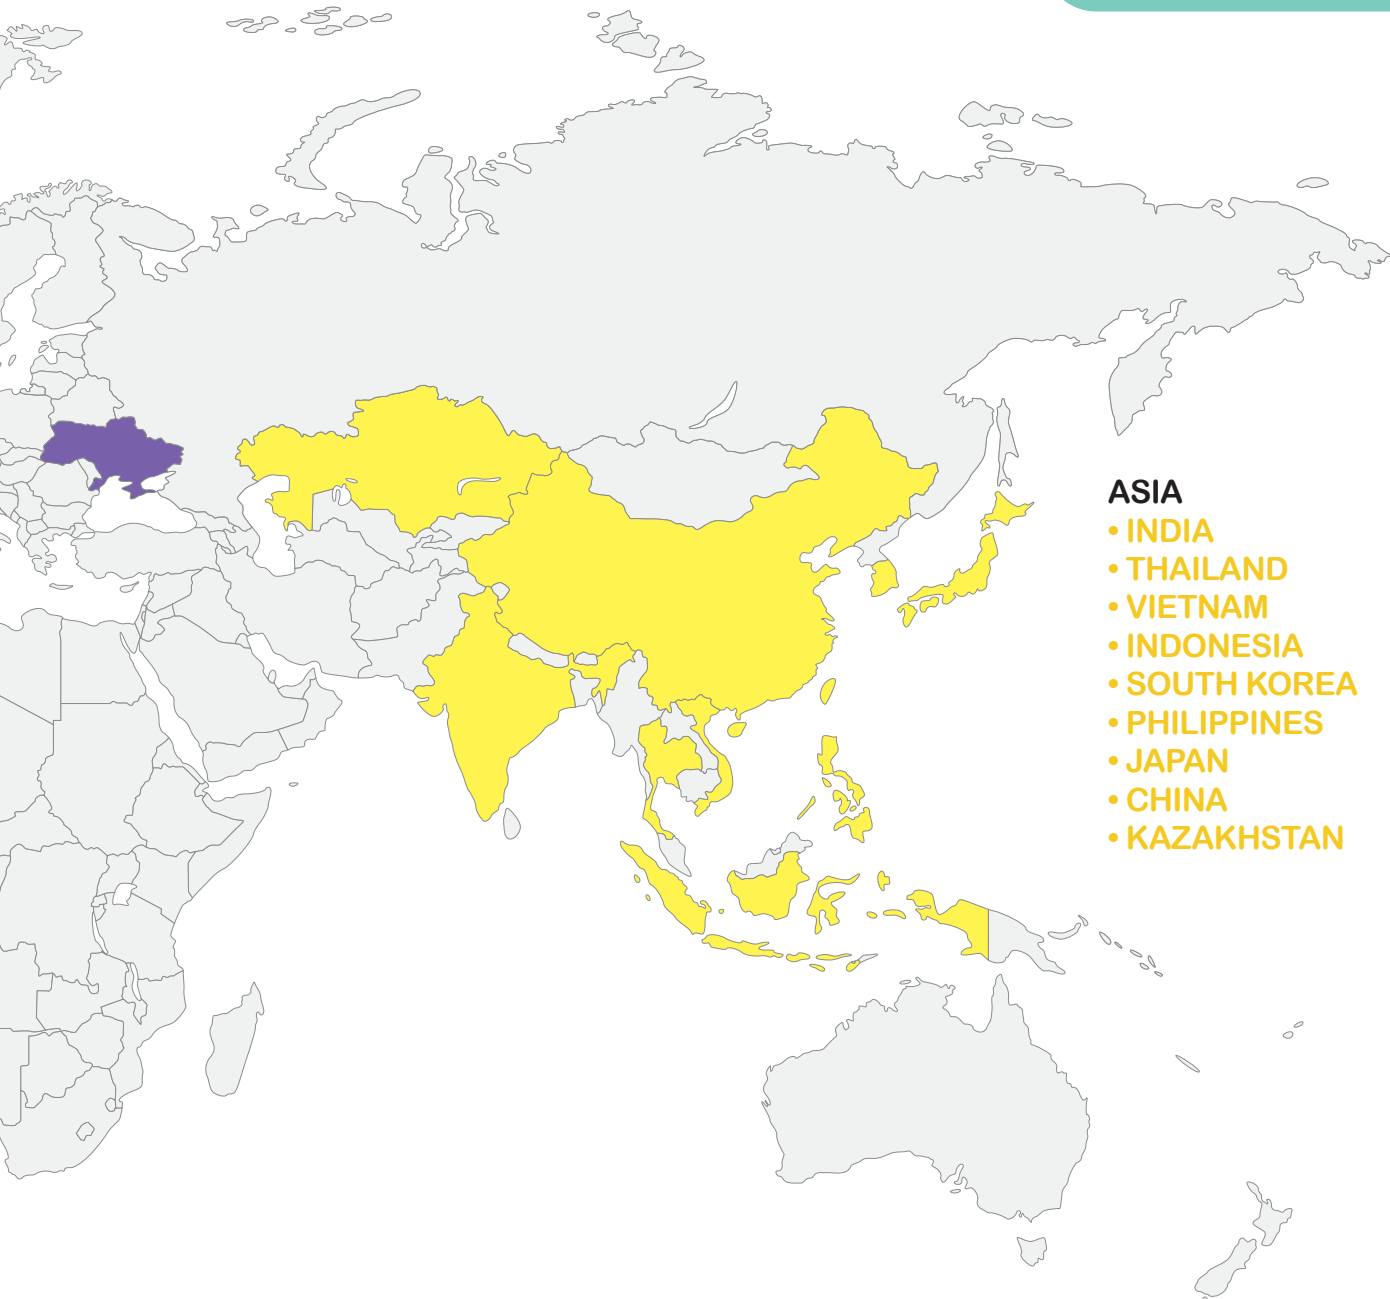 ASIA
• INDIA
• THAILAND
• VIETNAM
• INDONESIA
• SOUTH KOREA
• PHILIPPINES
• JAPAN
• CHINA
• KAZAKHSTAN